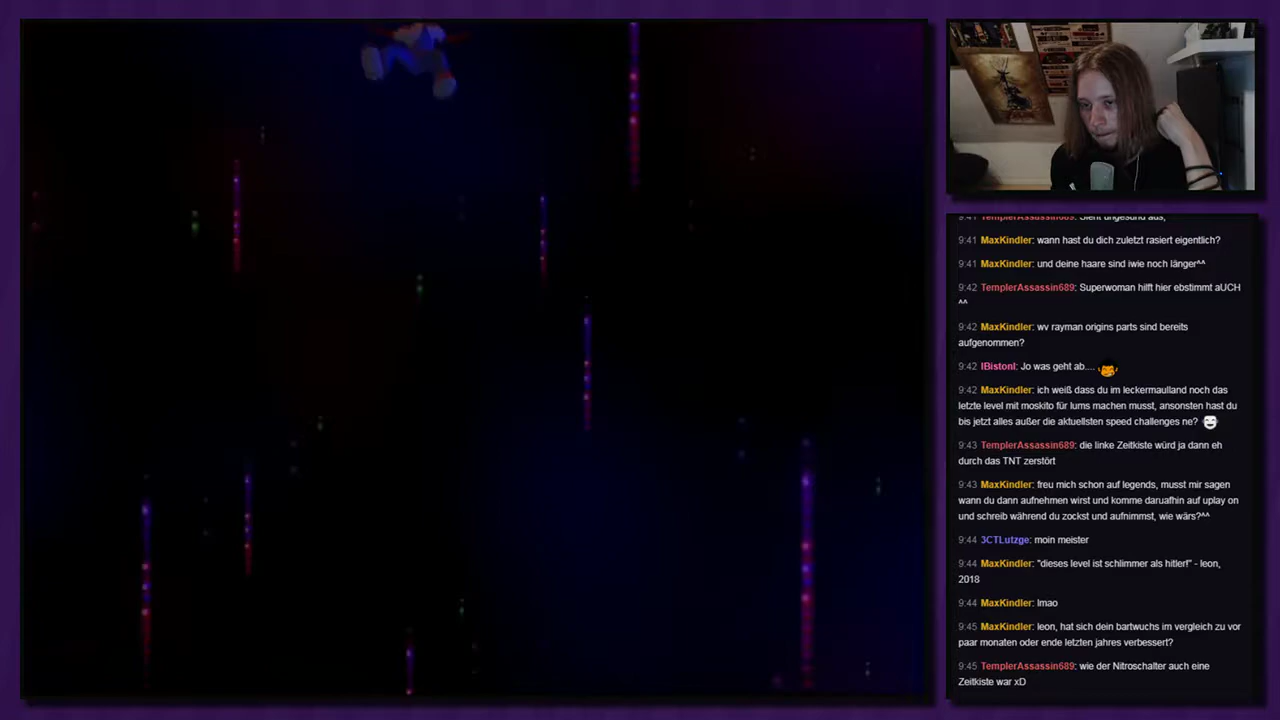 9:41 TemplerAssassin689: Sieht ungesund aus,
9:41 MaxKindler: wann hast du dich zuletzt rasiert eigentlich?
9:41 MaxKindler: und deine haare sind iwie noch länger^^
9:42 TemplerAssassin689: Superwoman hilft hier ebstimmt aUCH
^^
9:42 MaxKindler: wv rayman origins parts sind bereits
aufgenommen?
9:42 IBistonI: Jo was geht ab....
9:42 MaxKindler: ich weiß dass du im leckermaulland noch das
letzte level mit moskito für lums machen musst, ansonsten hast du
bis jetzt alles außer die aktuellsten speed challenges ne?
9:43 TemplerAssassin689: die linke Zeitkiste würd ja dann eh
durch das TNT zerstört
9:43 MaxKindler: freu mich schon auf legends, musst mir sagen
wann du dann aufnehmen wirst und komme daruafhin auf uplay on
und schreib während du zockst und aufnimmst, wie wärs?^^
9:44 3CTLutzge: moin meister
9:44 MaxKindler: "dieses level ist schlimmer als hitler!" - leon,
2018
9:44 MaxKindler: lmao
9:45 MaxKindler: leon, hat sich dein bartwuchs im vergleich zu vor
paar monaten oder ende letzten jahres verbessert?
9:45 TemplerAssassin689: wie der Nitroschalter auch eine
Zeitkiste war xD